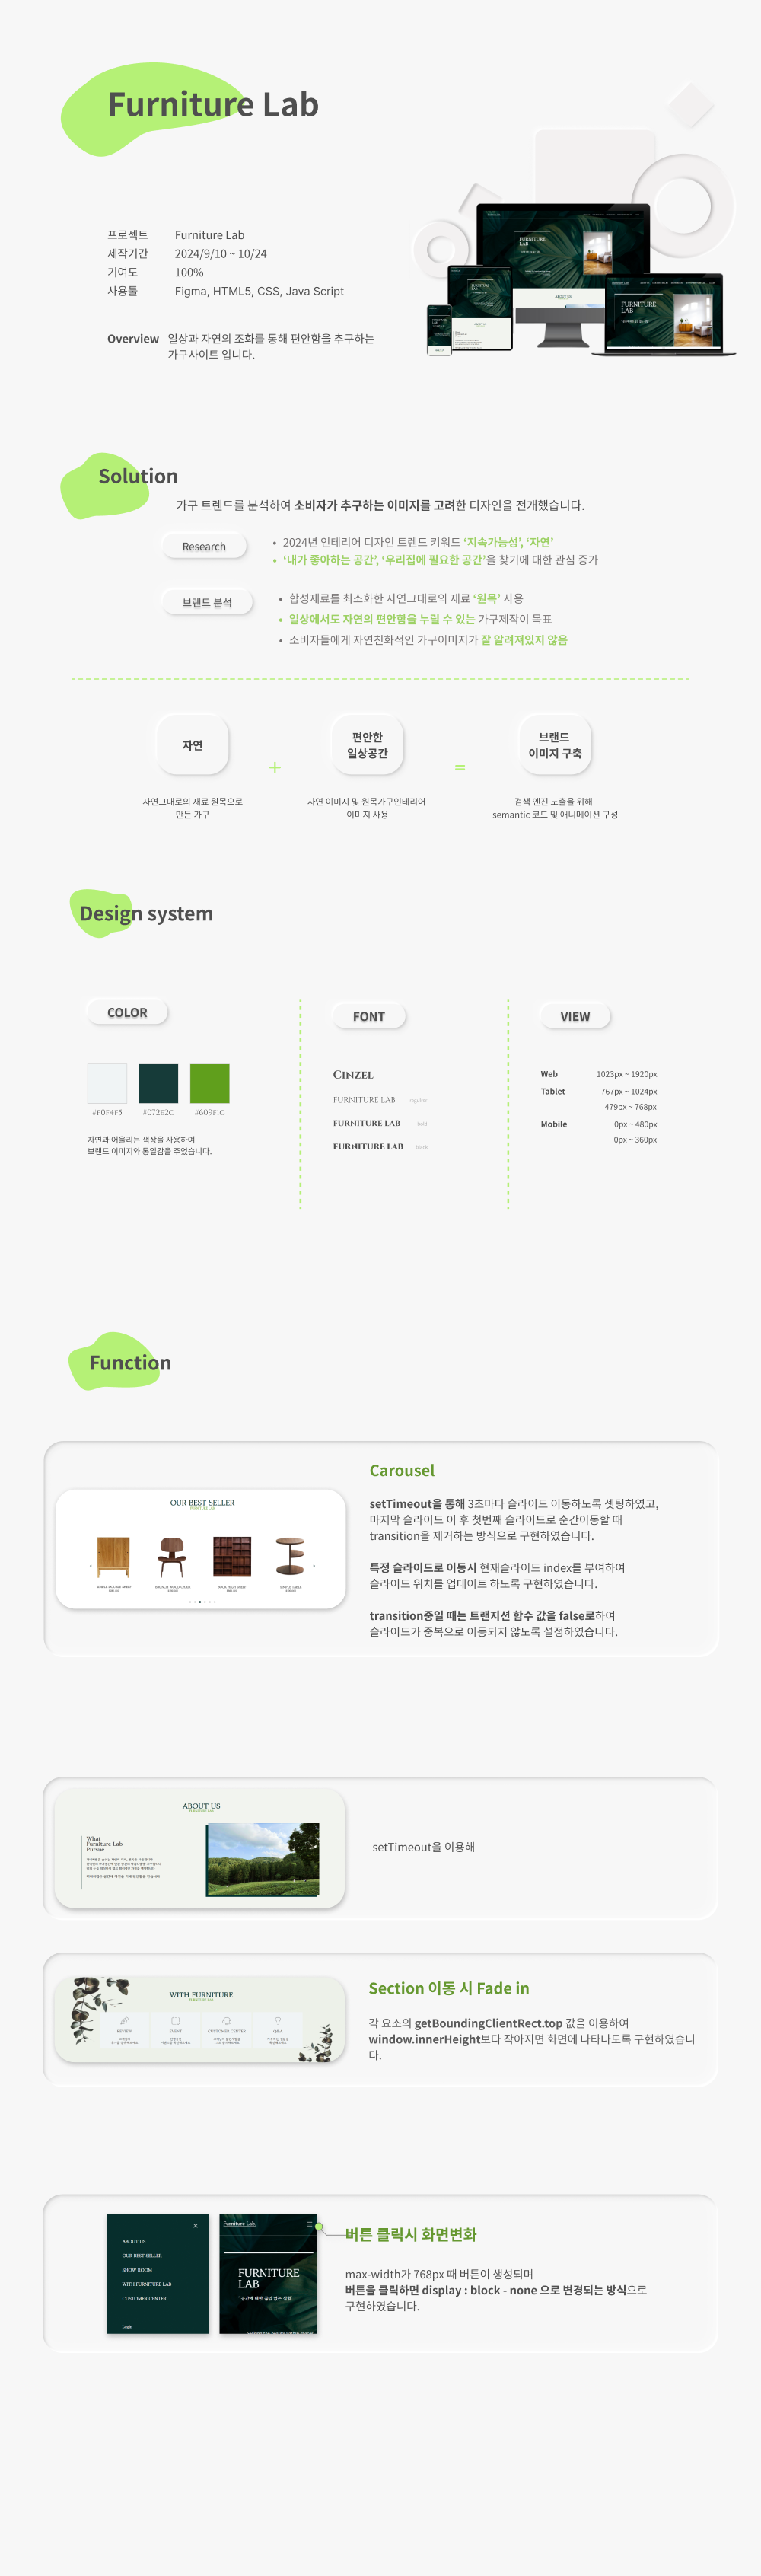 Furniture Lab
프로젝트 Furniture Lab
제작기간 2024/9/10 ~ 10/24
기여도 100%
사용툴 Figma, HTML5, CSS, Java Script
Overview 일상과 자연의 조화를 통해 편안함을 추구하는
가구사이트 입니다.
FURNITURE
LAB
ABOUT US
FURNITURE
LAB
Solution
가구 트렌드를 분석하여 소비자가 추구하는 이미지를 고려한 디자인을 전개했습니다.
Research
• 2024년 인테리어 디자인 트렌드 키워드 ‘지속가능성’, ‘자연’
• ‘내가 좋아하는 공간’, ‘우리집에 필요한 공간’을 찾기에 대한 관심 증가
브랜드 분석
• 합성재료를 최소화한 자연그대로의 재료 ‘원목’ 사용
• 일상에서도 자연의 편안함을 누릴 수 있는 가구제작이 목표
• 소비자들에게 자연친화적인 가구이미지가 잘 알려져있지 않음
자연
+
편안한
일상공간
=
브랜드
이미지 구축
자연그대로의 재료 원목으로
만든 가구
자연 이미지 및 원목가구인테리어
이미지 사용
검색 엔진 노출을 위해
semantic 코드 및 애니메이션 구성
Design system
COLOR
#F0F4F5 #072E2C #609F1C
자연과 어울리는 색상을 사용하여
브랜드 이미지와 통일감을 주었습니다.
FONT
CINZEL
FURNITURE LAB regular
FURNITURE LAB bold
FURNITURE LAB black
VIEW
Web 1023px ~ 1920px
Tablet 767px ~ 1024px
479px ~ 768px
Mobile 0px ~ 480px
0px ~ 360px
Function
OUR BEST SELLER
FURNITURE LAB
SIMPLE DOUBLE SHELF
BOOK HIGH SHELF
SIMPLE TABLE
Carousel
setTimeout을 통해 3초마다 슬라이드 이동하도록 셋팅하였고,
마지막 슬라이드 이 후 첫번째 슬라이드로 순간이동할 때
transition을 제거하는 방식으로 구현하였습니다.
특정 슬라이드로 이동시 현재슬라이드 index를 부여하여
슬라이드 위치를 업데이트 하도록 구현하였습니다.
transition중일 때는 트랜지션 함수 값을 false로하여
슬라이드가 중복으로 이동되지 않도록 설정하였습니다.
ABOUT US
FURNITURE LAB
What
Furniture Lab
Pursue
setTimeout을 이용해
WITH FURNITURE
FURNITURE LAB
REVIEW
EVENT
CUSTOMER CENTER
Q&A
Section 이동 시 Fade in
각 요소의 getBoundingClientRect.top 값을 이용하여
window.innerHeight보다 작아지면 화면에 나타나도록 구현하였습니
다.
ABOUT US
OUR BEST SELLER
SHOW ROOM
WITH FURNITURE LAB
CUSTOMER CENTER
Login
Furniture Lab.
FURNITURE
LAB
버튼 클릭시 화면변화
max-width가 768px 때 버튼이 생성되며
버튼을 클릭하면 display : block - none 으로 변경되는 방식으로
구현하였습니다.